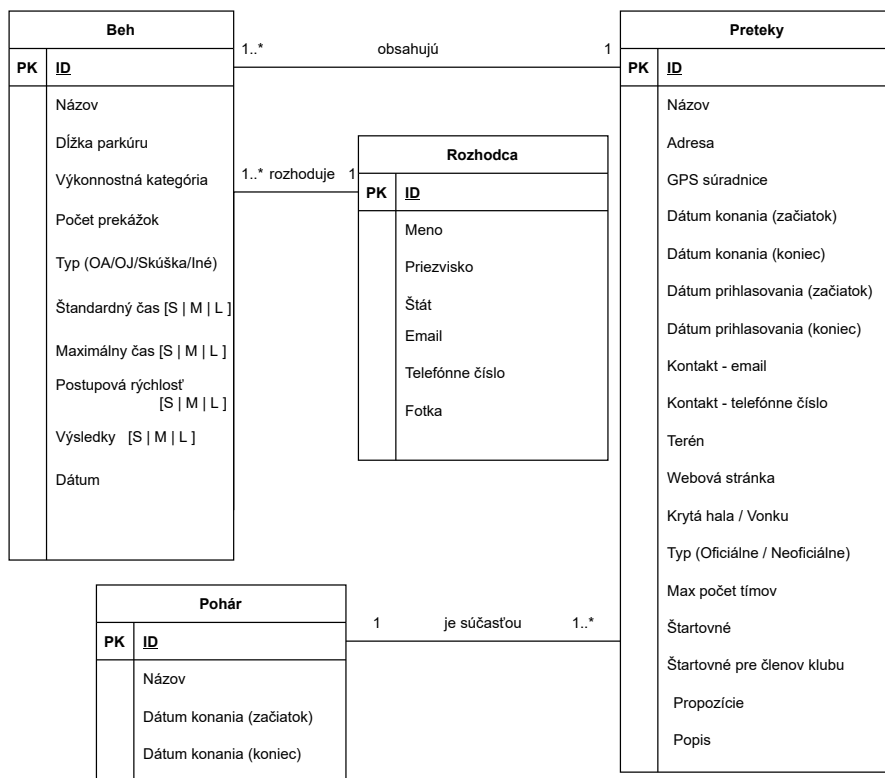 Beh
PK ID
Názov
Dĺžka parkúru
Výkonnostná kategória
Počet prekážok
Typ (OA/OJ/Skúška/Iné)
Štandardný čas [S | M | L ]
Maximálny čas [S | M | L ]
Postupová rýchlosť
[S | M | L ]
Výsledky [S | M | L ]
Dátum
1..* obsahujú 1
1..* rozhoduje 1
Rozhodca
PK ID
Meno
Priezvisko
Štát
Email
Telefónne číslo
Fotka
Preteky
PK ID
Názov
Adresa
GPS súradnice
Dátum konania (začiatok)
Dátum konania (koniec)
Dátum prihlasovania (začiatok)
Dátum prihlasovania (koniec)
Kontakt - email
Kontakt - telefónne číslo
Terén
Webová stránka
Krytá hala / Vonku
Typ (Oficiálne / Neoficiálne)
Max počet tímov
Štartovné
Štartovné pre členov klubu
Propozície
Popis
Pohár
PK ID
Názov
Dátum konania (začiatok)
Dátum konania (koniec)
1 je súčasťou 1..*